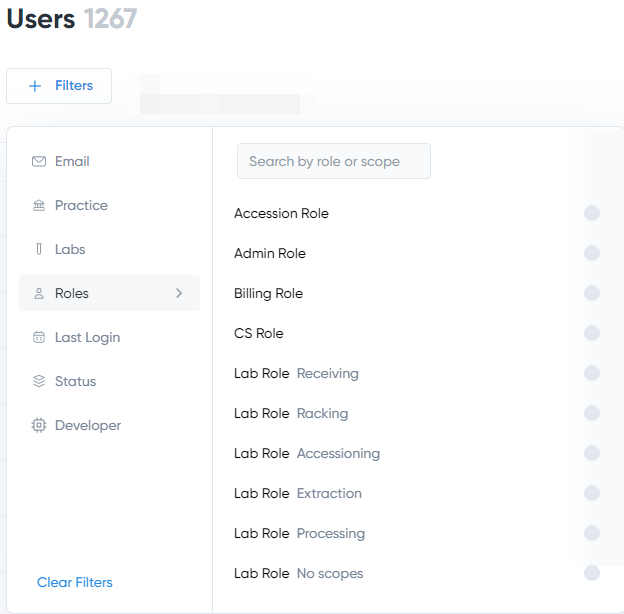 Users 1267
Filters
Email
Practice
Labs
Roles
Last Login
Status
Developer
Clear Filters
Search by role or scope
Accession Role
Admin Role
Billing Role
CS Role
Lab Role Receiving
Lab Role Racking
Lab Role Accessioning
Lab Role Extraction
Lab Role Processing
Lab Role No scopes